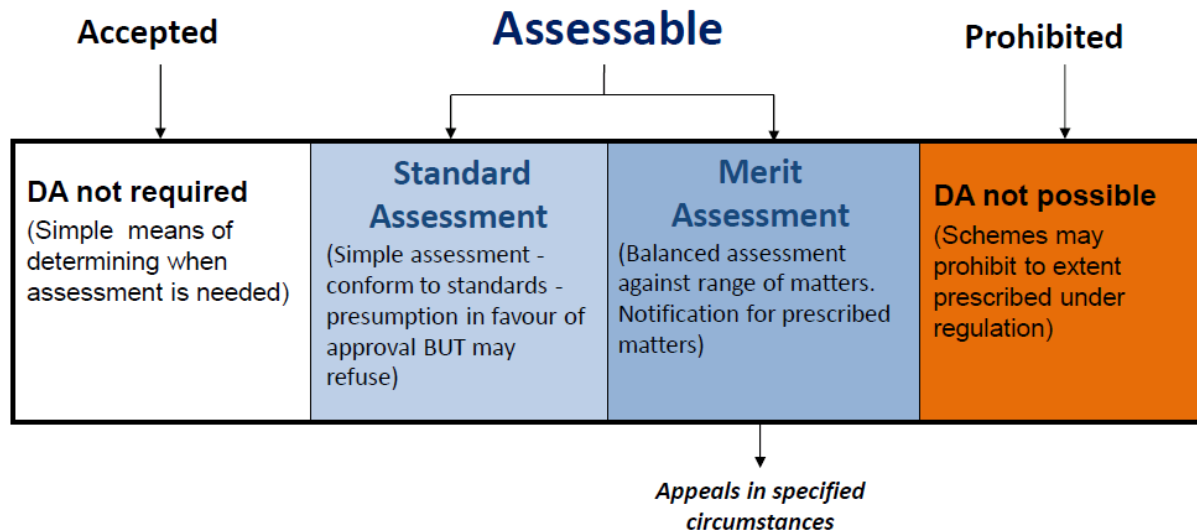 Accepted
Assessable
Prohibited
DA not required
(Simple means of
determining when
assessment is needed)
Standard
Assessment
(Simple assessment -
conform to standards -
presumption in favour of
approval BUT may
refuse)
Merit
Assessment
(Balanced assessment
against range of matters.
Notification for prescribed
matters)
DA not possible
(Schemes may
prohibit to extent
prescribed under
regulation)
Appeals in specified
circumstances